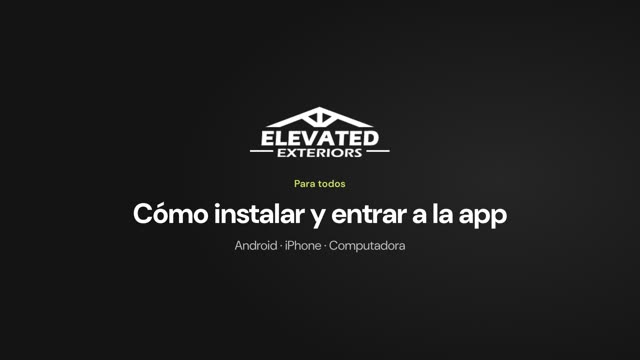 ELEVATED
EXTERIORS
Para todos
Cómo instalar y entrar a la app
Android · iPhone · Computadora